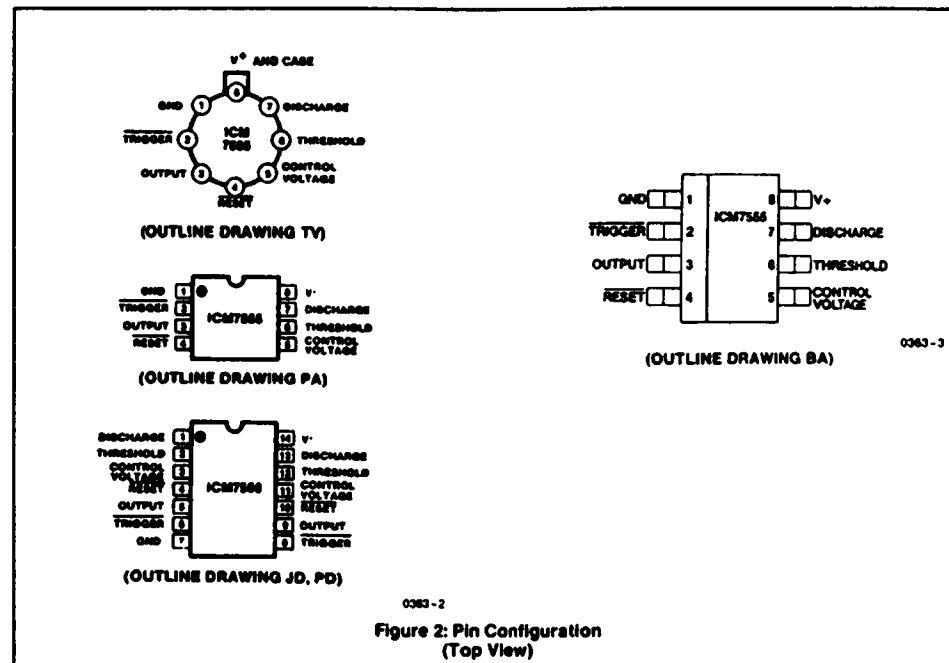 V+ AND CASE
8
GND 1
7 DISCHARGE
TRIGGER 2
ICM
7555
6 THRESHOLD
OUTPUT 3
5 CONTROL
VOLTAGE
4
RESET
(OUTLINE DRAWING TV)
GND 1
8 V+
TRIGGER 2
7 DISCHARGE
OUTPUT 3
ICM7555
6 THRESHOLD
RESET 4
5 CONTROL
VOLTAGE
(OUTLINE DRAWING PA)
DISCHARGE 1
14 V+
THRESHOLD 2
13 DISCHARGE
CONTROL
VOLTAGE 3
12 THRESHOLD
RESET 4
ICM7556
11 CONTROL
VOLTAGE
OUTPUT 5
10 RESET
TRIGGER 6
9 OUTPUT
GND 7
8 TRIGGER
(OUTLINE DRAWING JD, PD)
0363-2
GND 1
ICM7555
8 V+
TRIGGER 2
7 DISCHARGE
OUTPUT 3
6 THRESHOLD
RESET 4
5 CONTROL
VOLTAGE
0363-3
(OUTLINE DRAWING BA)
Figure 2: Pin Configuration
(Top View)